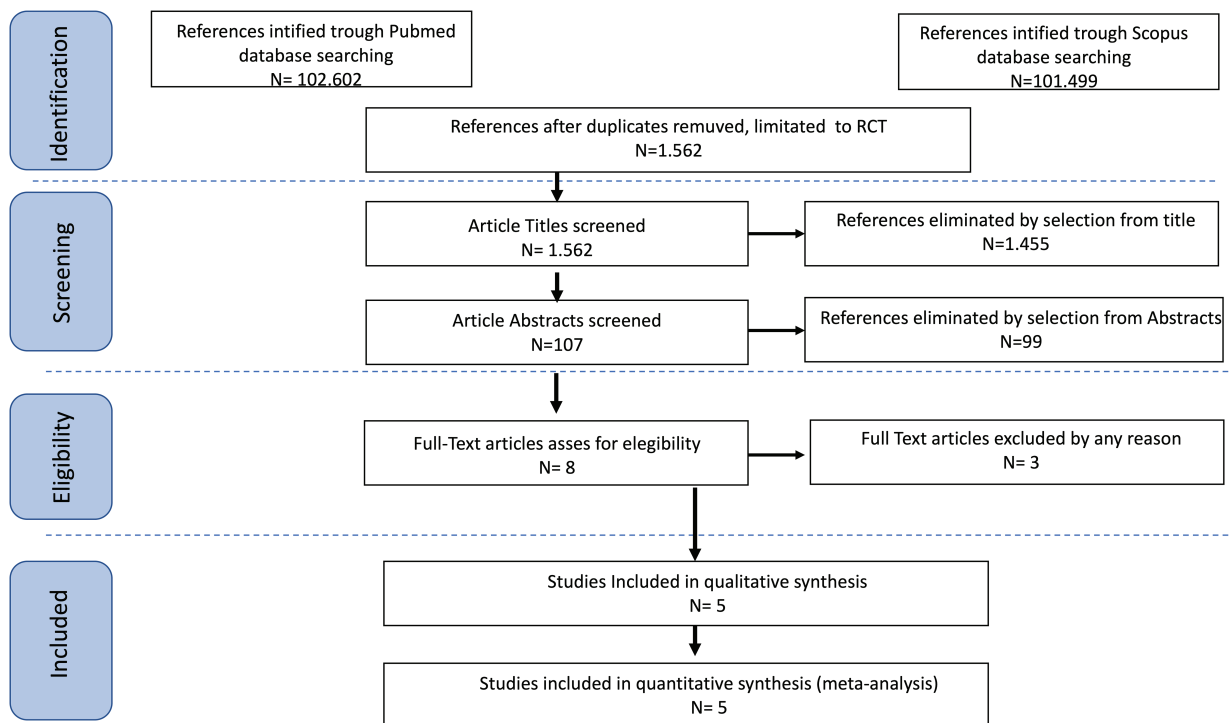 Identification
References intified trough Pubmed
database searching
N= 102.602
References intified trough Scopus
database searching
N=101.499
References after duplicates remuved, limitated to RCT
N=1.562
Screening
Article Titles screened
N= 1.562
References eliminated by selection from title
N=1.455
Article Abstracts screened
N=107
References eliminated by selection from Abstracts
N=99
Eligibility
Full-Text articles asses for elegibility
N= 8
Full Text articles excluded by any reason
N= 3
Included
Studies Included in qualitative synthesis
N= 5
Studies included in quantitative synthesis (meta-analysis)
N= 5